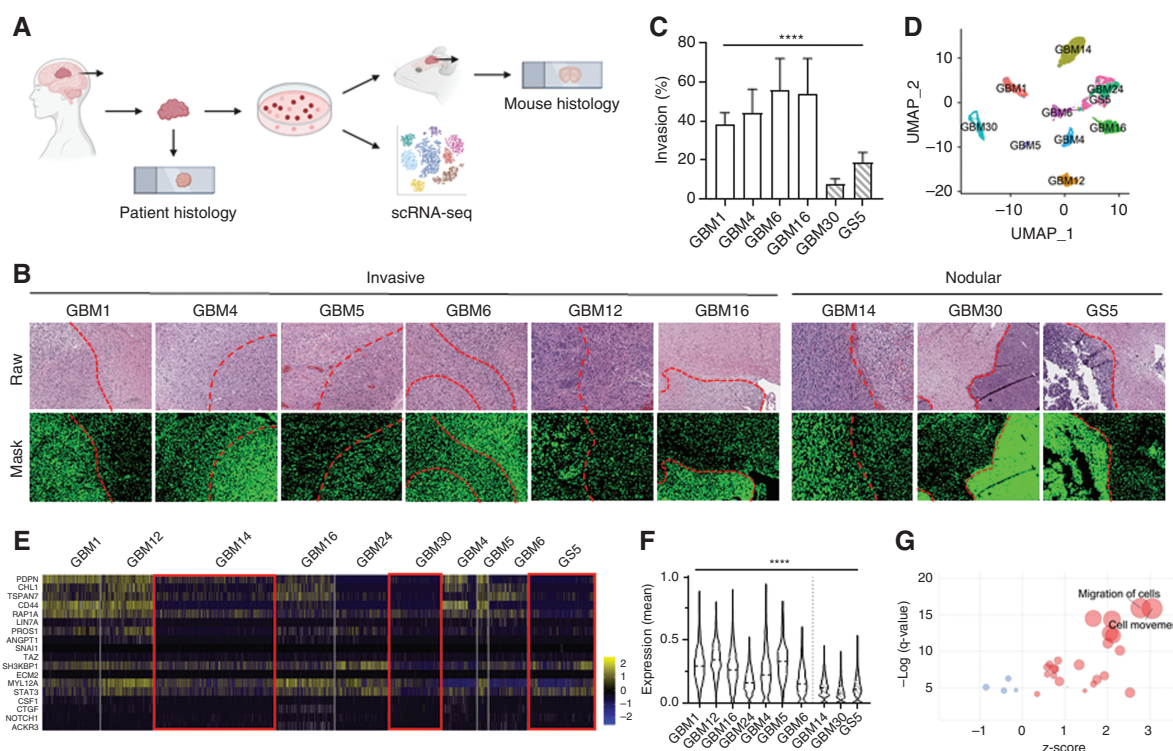 A
Patient histology
scRNA-seq
Mouse histology
C
****
Invasion (%)
80
60
40
20
0
GBM1
GBM4
GBM6
GBM16
GBM30
GS5
D
UMAP_2
10
0
−10
−20
GBM14
GBM1
GBM24
GS5
GBM6
GBM30
GBM16
GBM5
GBM4
GBM12
−10 0 10
UMAP_1
B
Invasive Nodular
GBM1 GBM4 GBM5 GBM6 GBM12 GBM16 GBM14 GBM30 GS5
Raw
Mask
E
GBM1 GBM12 GBM14 GBM16 GBM24 GBM30 GBM4 GBM5 GBM6 GS5
PDPN
CHL1
TSPAN7
CD44
RAP1A
LIN7A
PROS1
ANGPT1
SNAI1
TAZ
SH3KBP1
ECM2
MYL12A
STAT3
CSF1
CTGF
NOTCH1
ACKR3
2
1
0
−1
−2
F
****
Expression (mean)
1.0
0.5
0.0
GBM1
GBM12
GBM16
GBM24
GBM4
GBM5
GBM6
GBM14
GBM30
GS5
G
−Log (q-value)
20
15
10
5
Migration of cells
Cell movemen
−1 0 1 2 3
z-score